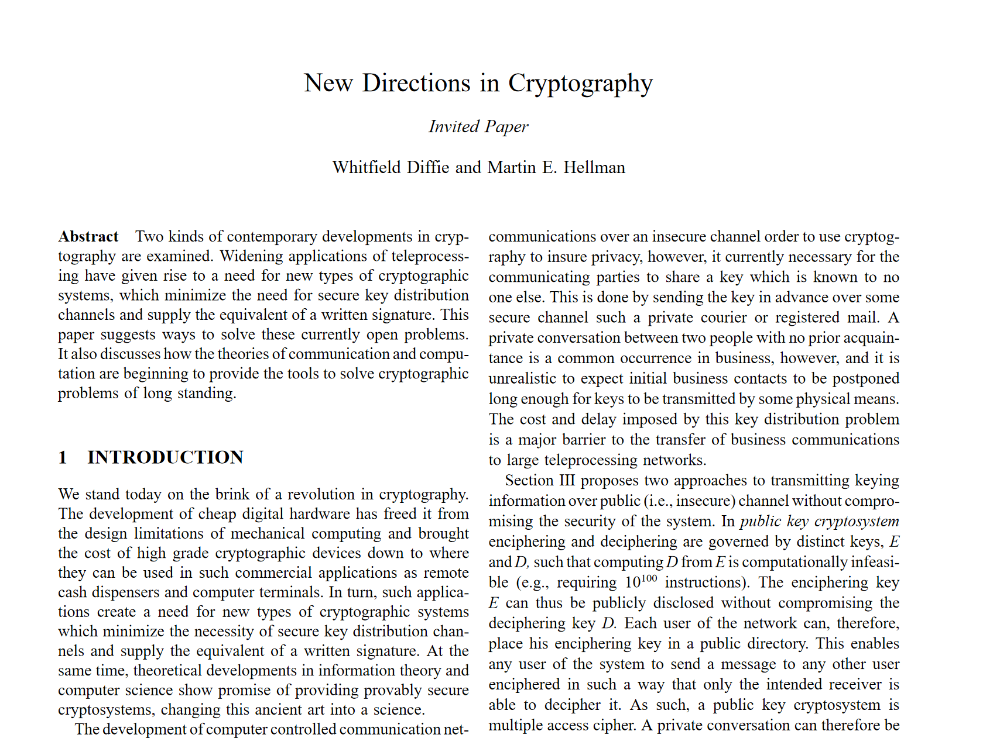 New Directions in Cryptography
Invited Paper
Whitfield Diffie and Martin E. Hellman
Abstract Two kinds of contemporary developments in cryp-
tography are examined. Widening applications of teleprocess-
ing have given rise to a need for new types of cryptographic
systems, which minimize the need for secure key distribution
channels and supply the equivalent of a written signature. This
paper suggests ways to solve these currently open problems.
It also discusses how the theories of communication and compu-
tation are beginning to provide the tools to solve cryptographic
problems of long standing.
1 INTRODUCTION
We stand today on the brink of a revolution in cryptography.
The development of cheap digital hardware has freed it from
the design limitations of mechanical computing and brought
the cost of high grade cryptographic devices down to where
they can be used in such commercial applications as remote
cash dispensers and computer terminals. In turn, such applica-
tions create a need for new types of cryptographic systems
which minimize the necessity of secure key distribution chan-
nels and supply the equivalent of a written signature. At the
same time, theoretical developments in information theory and
computer science show promise of providing provably secure
cryptosystems, changing this ancient art into a science.
The development of computer controlled communication net-
communications over an insecure channel order to use cryptog-
raphy to insure privacy, however, it currently necessary for the
communicating parties to share a key which is known to no
one else. This is done by sending the key in advance over some
secure channel such a private courier or registered mail. A
private conversation between two people with no prior acquain-
tance is a common occurrence in business, however, and it is
unrealistic to expect initial business contacts to be postponed
long enough for keys to be transmitted by some physical means.
The cost and delay imposed by this key distribution problem
is a major barrier to the transfer of business communications
to large teleprocessing networks.
Section III proposes two approaches to transmitting keying
information over public (i.e., insecure) channel without compro-
mising the security of the system. In public key cryptosystem
enciphering and deciphering are governed by distinct keys, E
and D, such that computing D from E is computationally infeasi-
ble (e.g., requiring 10¹⁰⁰ instructions). The enciphering key
E can thus be publicly disclosed without compromising the
deciphering key D. Each user of the network can, therefore,
place his enciphering key in a public directory. This enables
any user of the system to send a message to any other user
enciphered in such a way that only the intended receiver is
able to decipher it. As such, a public key cryptosystem is
multiple access cipher. A private conversation can therefore be